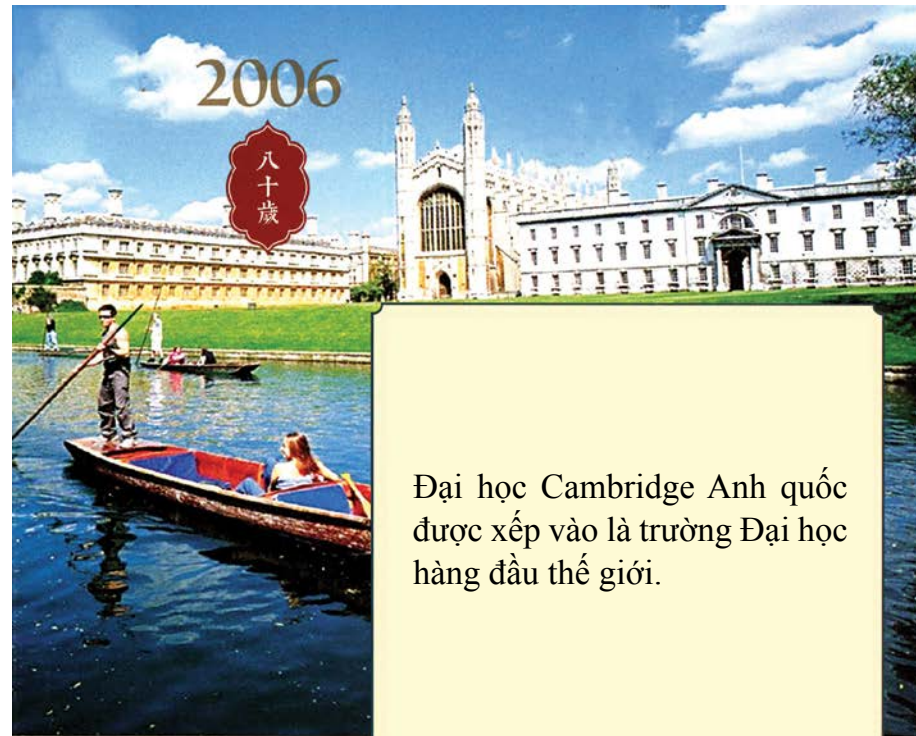 2006
八十歲
Đại học Cambridge Anh quốc
được xếp vào là trường Đại học
hàng đầu thế giới.